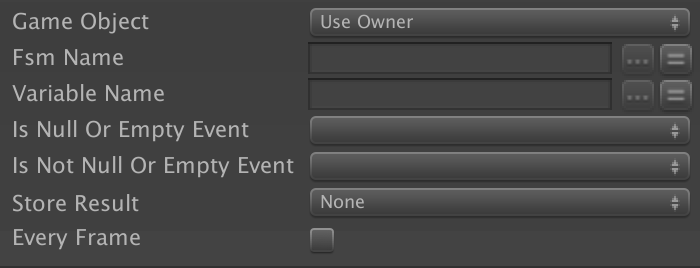 Game Object Use Owner
Fsm Name ... =
Variable Name ... =
Is Null Or Empty Event
Is Not Null Or Empty Event
Store Result None
Every Frame